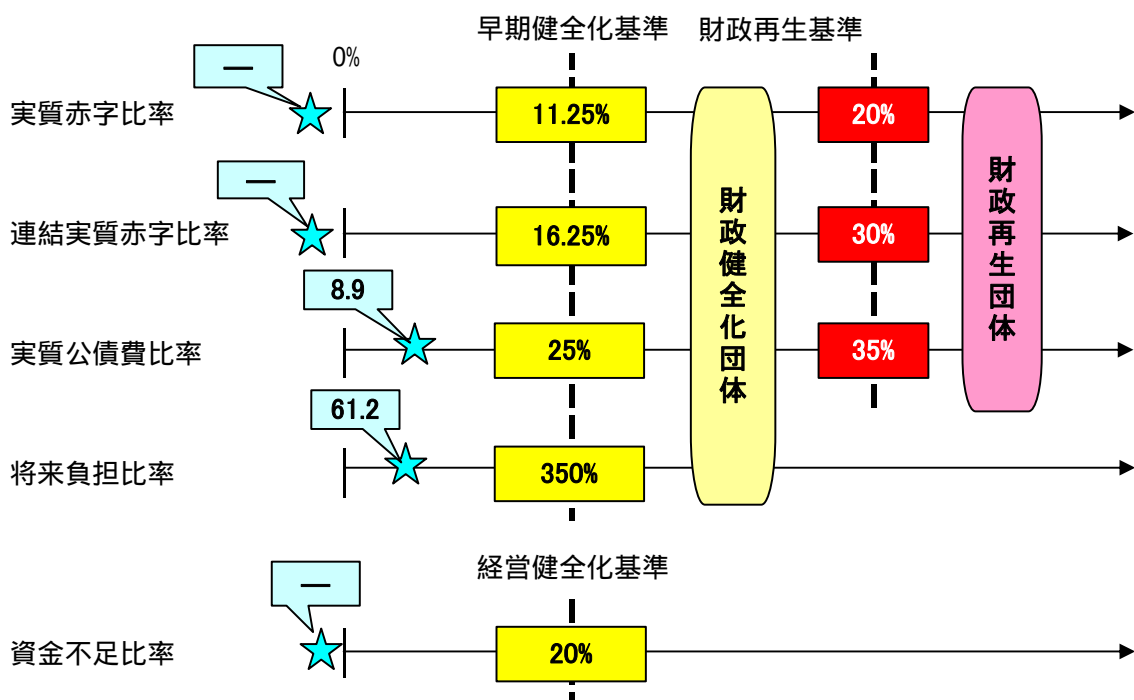 早期健全化基準 財政再生基準
0%
―
実質赤字比率
11.25%
20%
―
連結実質赤字比率
16.25%
30%
8.9
実質公債費比率
25%
35%
61.2
将来負担比率
350%
財政健全化団体
財政再生団体
経営健全化基準
―
資金不足比率
20%